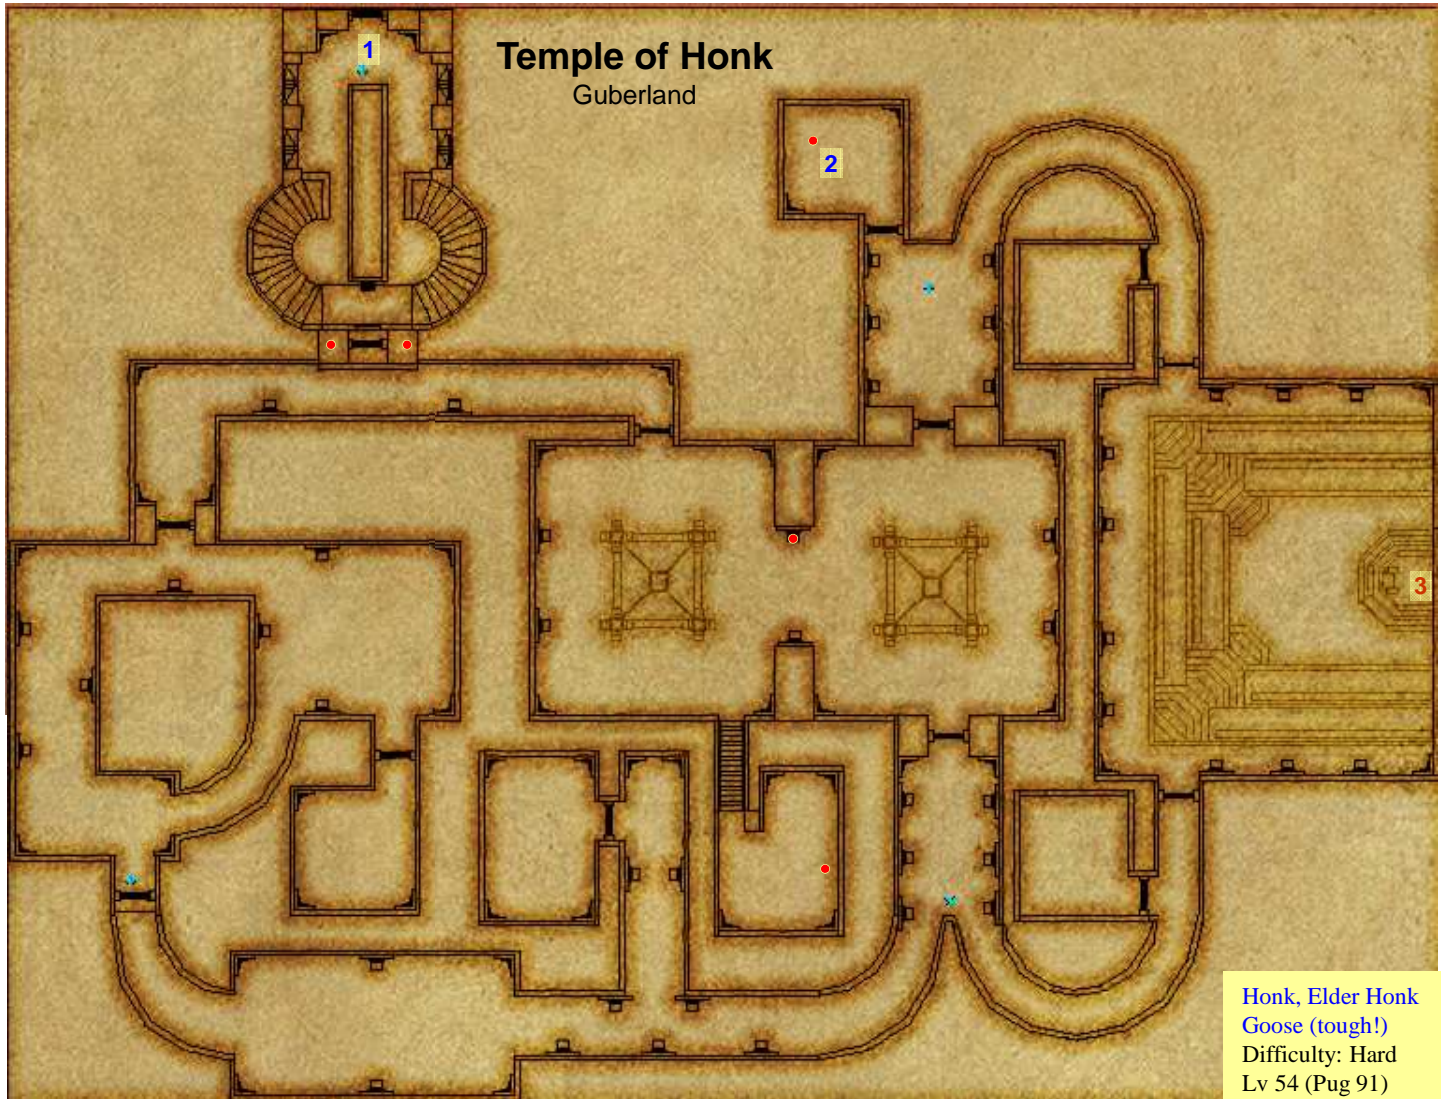 1
Temple of Honk
Guberland
2
3
Honk, Elder Honk
Goose (tough!)
Difficulty: Hard
Lv 54 (Pug 91)